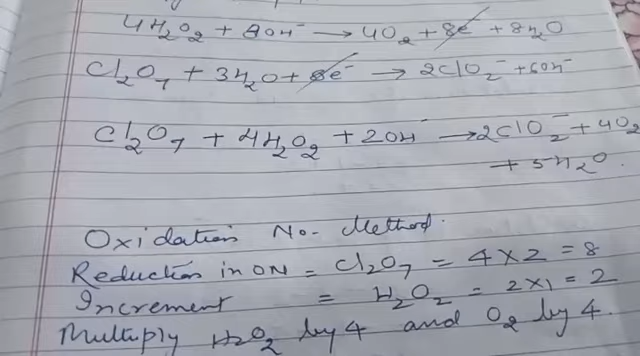 4H₂O₂ + 8OH⁻ → 4O₂ + 8e⁻ + 8H₂O
Cl₂O₇ + 3H₂O + 8e⁻ → 2ClO₂⁻ + 6OH⁻
Cl₂O₇ + 4H₂O₂ + 2OH⁻ → 2ClO₂⁻ + 4O₂
+ 5H₂O.
Oxidation No. Method.
Reduction in ON = Cl₂O₇ = 4 × 2 = 8
Increment = H₂O₂ = 2×1 = 2
Multiply H₂O₂ by 4 and O₂ by 4.